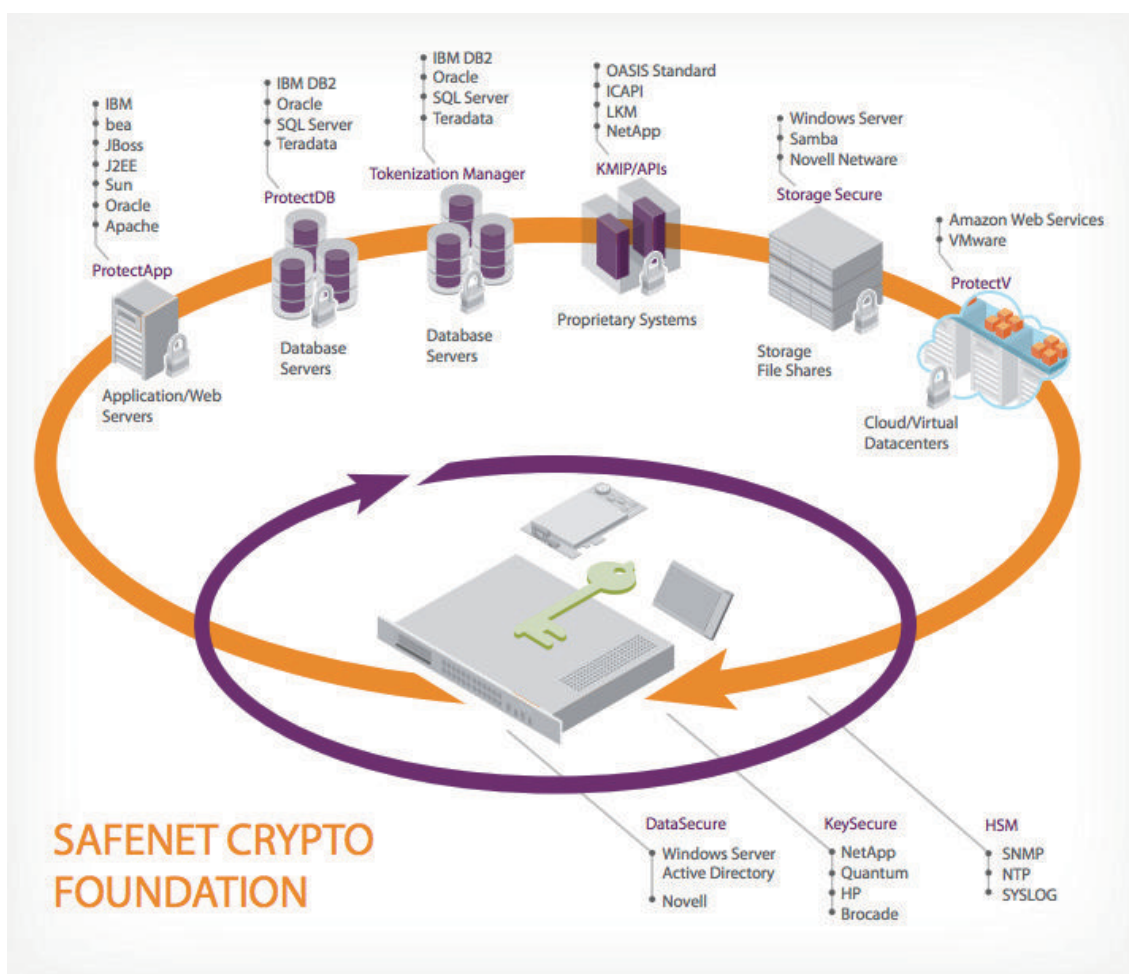 IBM
bea
JBoss
J2EE
Sun
Oracle
Apache
ProtectApp
Application/Web
Servers
IBM DB2
Oracle
SQL Server
Teradata
ProtectDB
Database
Servers
IBM DB2
Oracle
SQL Server
Teradata
Tokenization Manager
Database
Servers
OASIS Standard
ICAPI
LKM
NetApp
KMIP/APIs
Proprietary Systems
Windows Server
Samba
Novell Netware
Storage Secure
Storage
File Shares
Amazon Web Services
VMware
ProtectV
Cloud/Virtual
Datacenters
SAFENET CRYPTO
FOUNDATION
DataSecure
Windows Server
Active Directory
Novell
KeySecure
NetApp
Quantum
HP
Brocade
HSM
SNMP
NTP
SYSLOG